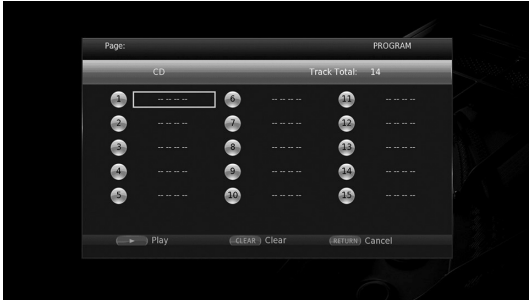 Page: PROGRAM
CD Track Total: 14
1 -- -- -- -- 6 -- -- -- -- 11 -- -- -- --
2 -- -- -- -- 7 -- -- -- -- 12 -- -- -- --
3 -- -- -- -- 8 -- -- -- -- 13 -- -- -- --
4 -- -- -- -- 9 -- -- -- -- 14 -- -- -- --
5 -- -- -- -- 10 -- -- -- -- 15 -- -- -- --
Play CLEAR Clear RETURN Cancel